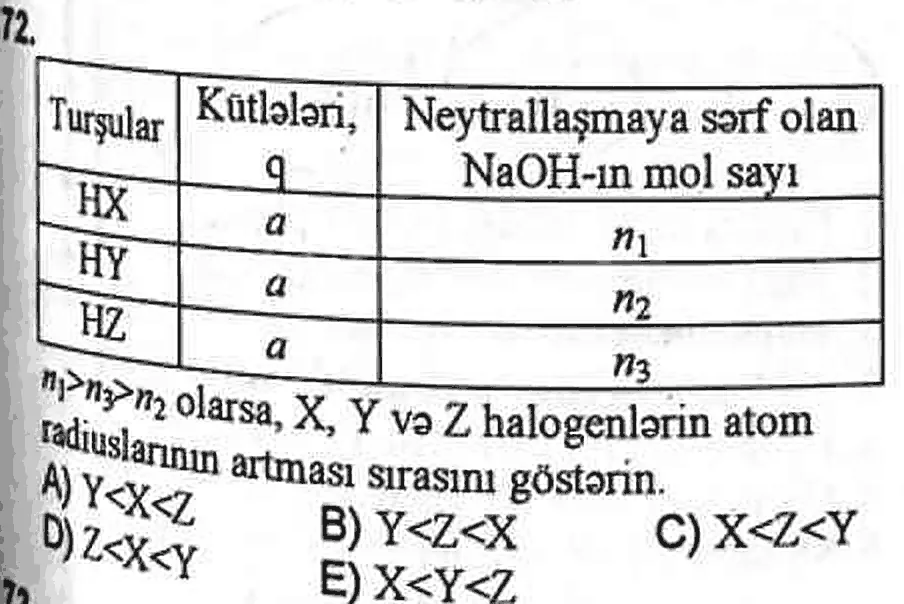 72.
Turşular Kütlələri, q Neytrallaşmaya sərf olan NaOH-ın mol sayı
HX a n₁
HY a n₂
HZ a n₃
n₁>n₃>n₂ olarsa, X, Y və Z halogenlərin atom
radiuslarının artması sırasını göstərin.
A) Y<X<Z B) Y<Z<X C) X<Z<Y
D) Z<X<Y E) X<Y<Z